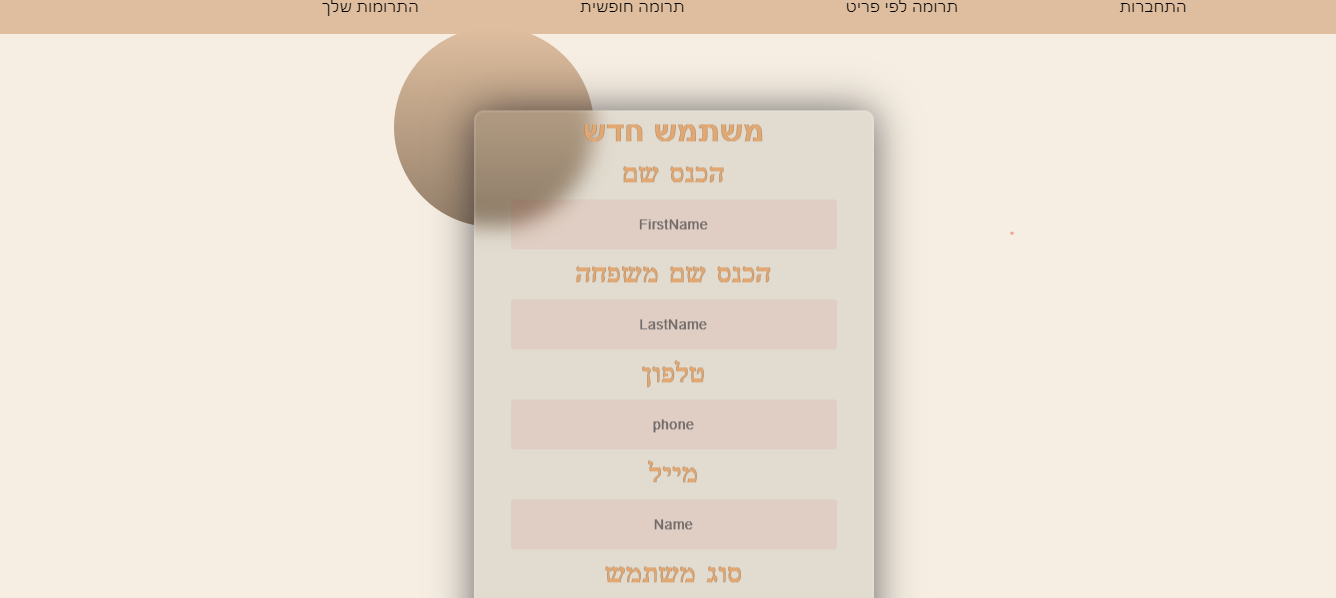 התחברות תרומה לפי פריט תרומה חופשית התרומות שלך
משתמש חדש
הכנס שם
FirstName
הכנס שם משפחה
LastName
טלפון
phone
מייל
Name
סוג משתמש